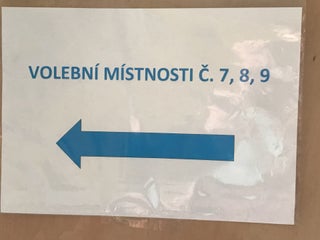 VOLEBNÍ MÍSTNOSTI Č. 7, 8, 9